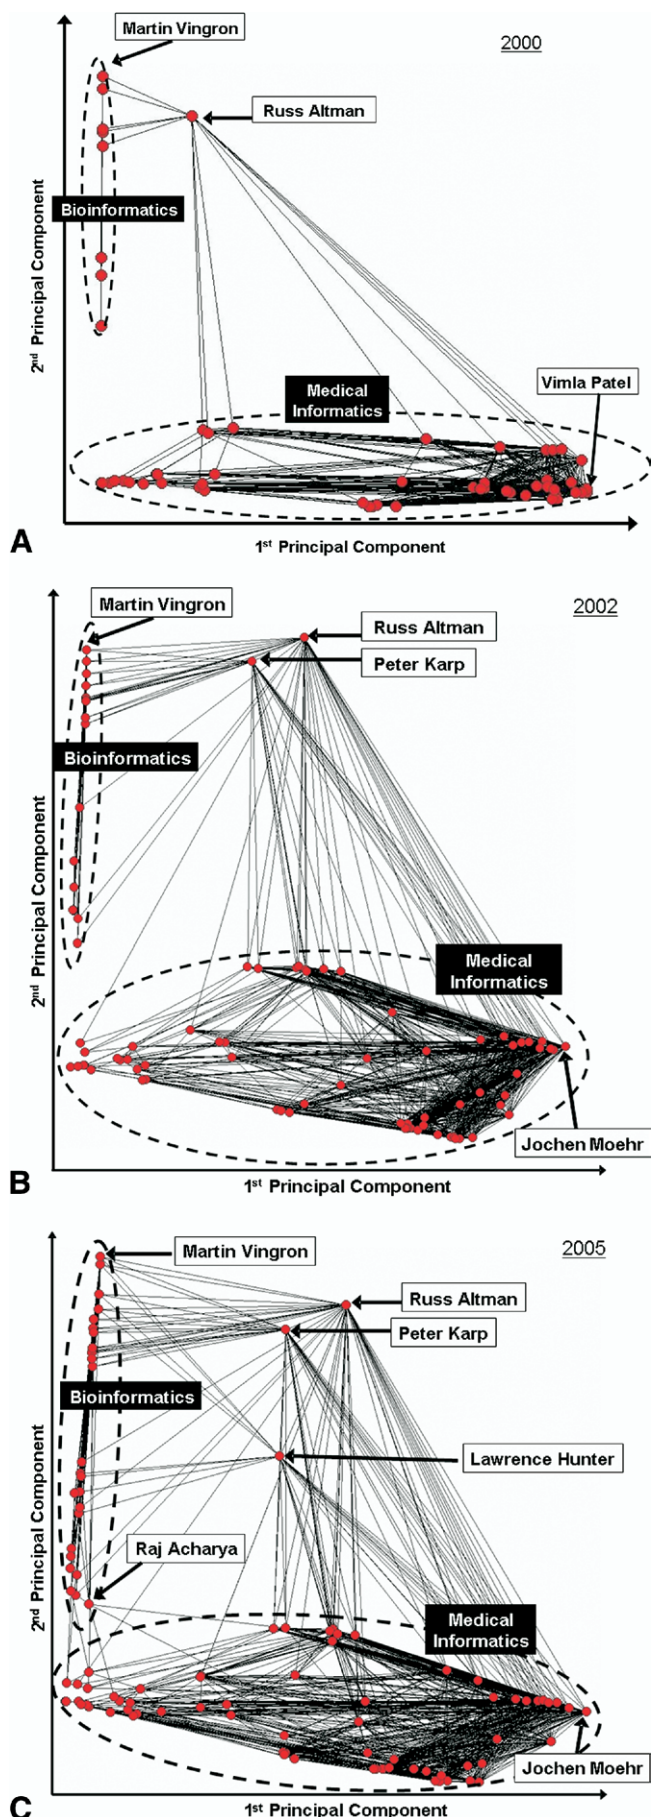 Martin Vingron
2000
Russ Altman
Bioinformatics
2nd Principal Component
Medical
Informatics
Vimla Patel
A
1st Principal Component
Martin Vingron
2002
Russ Altman
Peter Karp
Bioinformatics
2nd Principal Component
Medical
Informatics
Jochen Moehr
B
1st Principal Component
Martin Vingron
2005
Russ Altman
Peter Karp
Bioinformatics
Lawrence Hunter
2nd Principal Component
Raj Acharya
Medical
Informatics
Jochen Moehr
C
1st Principal Component